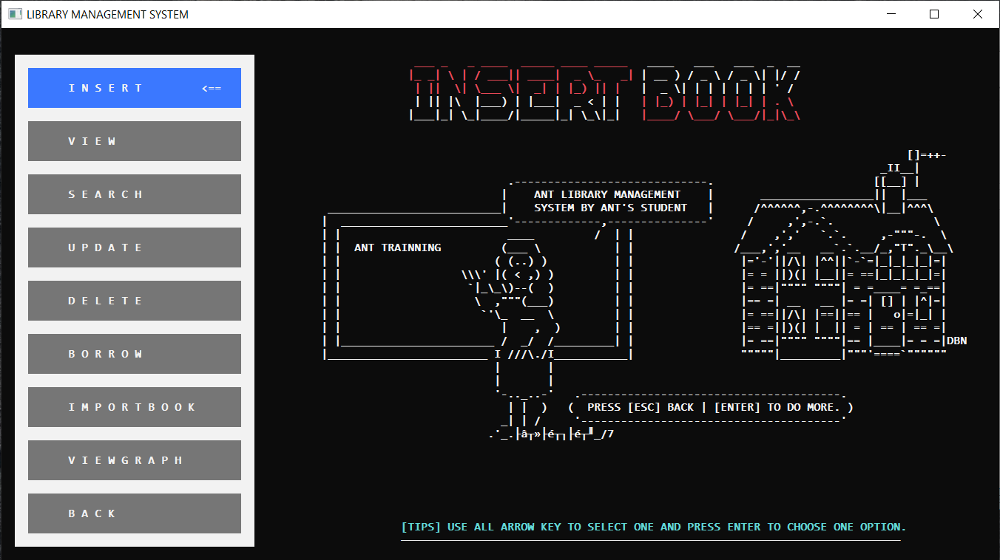 LIBRARY MANAGEMENT SYSTEM
I N S E R T <==
V I E W
S E A R C H
U P D A T E
D E L E T E
B O R R O W
I M P O R T B O O K
V I E W G R A P H
B A C K
INSERT BOOK
ANT LIBRARY MANAGEMENT
SYSTEM BY ANT'S STUDENT
ANT TRAINNING
DBN
PRESS [ESC] BACK | [ENTER] TO DO MORE.
[TIPS] USE ALL ARROW KEY TO SELECT ONE AND PRESS ENTER TO CHOOSE ONE OPTION.